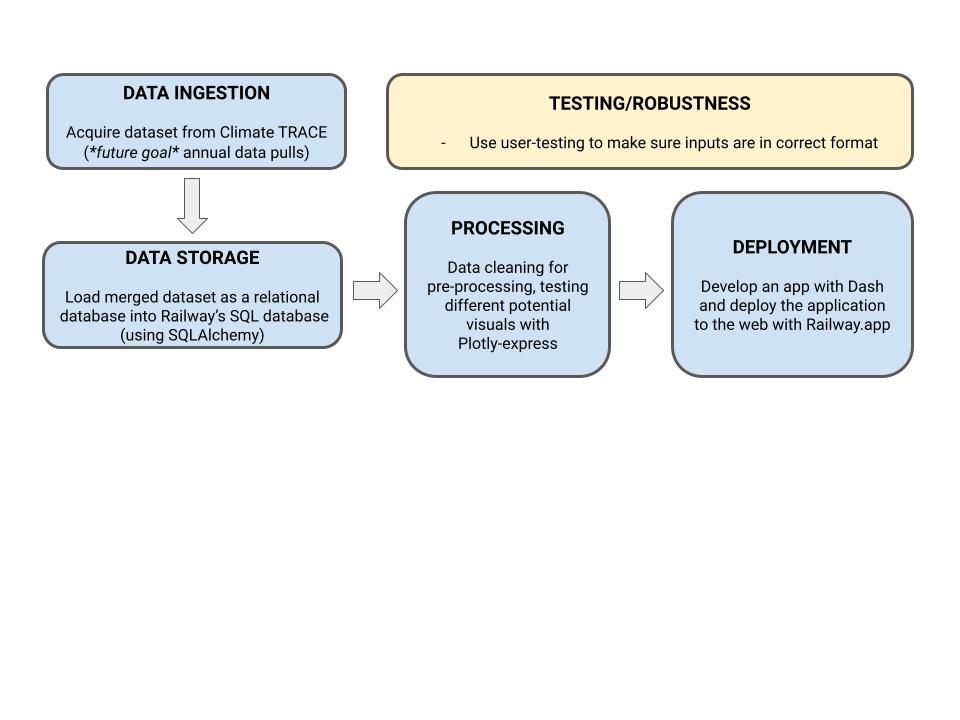 DATA INGESTION
Acquire dataset from Climate TRACE
(*future goal* annual data pulls)
TESTING/ROBUSTNESS
- Use user-testing to make sure inputs are in correct format
DATA STORAGE
Load merged dataset as a relational
database into Railway's SQL database
(using SQLAlchemy)
PROCESSING
Data cleaning for
pre-processing, testing
different potential
visuals with
Plotly-express
DEPLOYMENT
Develop an app with Dash
and deploy the application
to the web with Railway.app